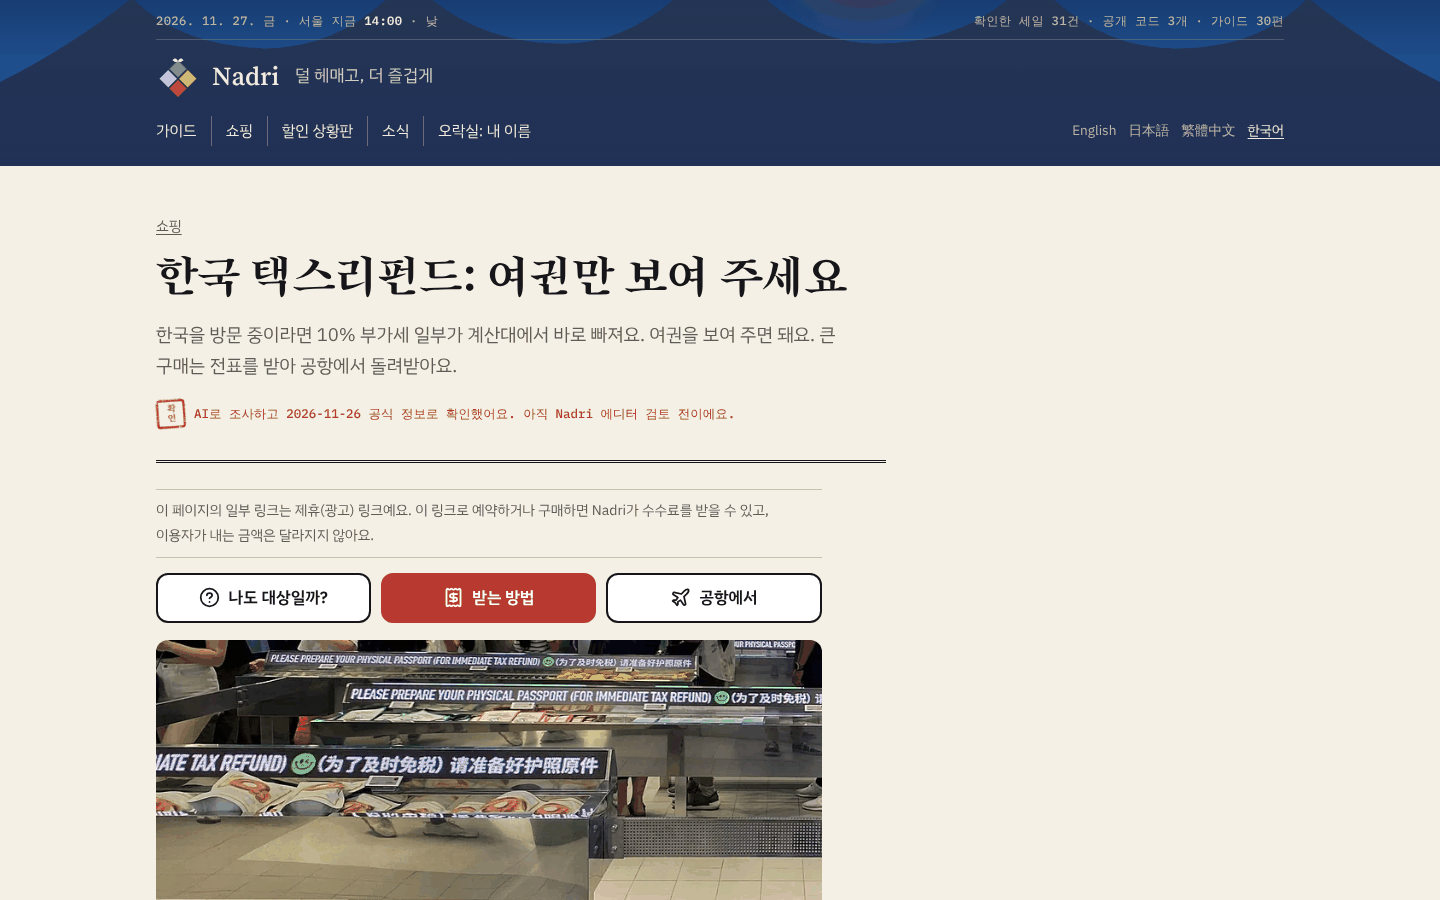 2026. 11. 27. 금 · 서울 지금 14:00 · 낮
확인한 세일 31건 · 공개 코드 3개 · 가이드 30편
Nadri 덜 헤매고, 더 즐겁게
가이드 쇼핑 할인 상황판 소식 오락실: 내 이름
English 日本語 繁體中文 한국어
쇼핑
한국 택스리펀드: 여권만 보여 주세요
한국을 방문 중이라면 10% 부가세 일부가 계산대에서 바로 빠져요. 여권을 보여 주면 돼요. 큰
구매는 전표를 받아 공항에서 돌려받아요.
확인
AI로 조사하고 2026-11-26 공식 정보로 확인했어요. 아직 Nadri 에디터 검토 전이에요.
이 페이지의 일부 링크는 제휴(광고) 링크예요. 이 링크로 예약하거나 구매하면 Nadri가 수수료를 받을 수 있고,
이용자가 내는 금액은 달라지지 않아요.
나도 대상일까?
받는 방법
공항에서
UR PHYSICAL PASSPO
PLEASE PREPARE YOUR PHYSICAL PASSPORT (FOR IMMEDIATE TAX REFUND) (为了及时免税) 请准备好护照原件
PLEASE PREPARE YOUR PHYSICAL PASSPORT (FOR IMMEDIATE TAX REFUND) (为了及时免税) 请
IATE TAX REFUND) (为了及时免税) 请准备好护照原件